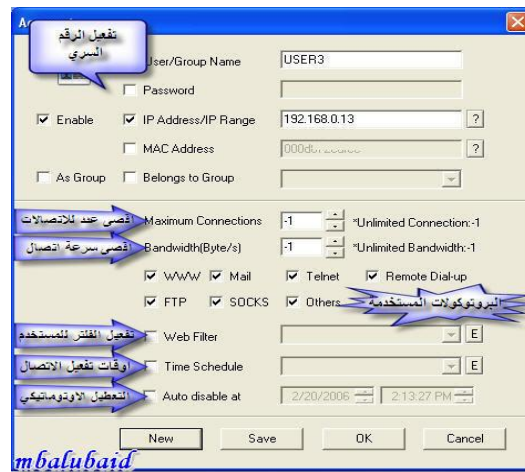 تفعيل الرقم
السري
User/Group Name USER3
Password
Enable IP Address/IP Range 192.168.0.13 ?
MAC Address ?
As Group Belongs to Group
اقصى عدد للاتصالات Maximum Connections -1 *Unlimited Connection:-1
اقصى سرعة اتصال Bandwidth(Byte/s) -1 *Unlimited Bandwidth:-1
WWW Mail Telnet Remote Dial-up
FTP SOCKS Others البروتوكولات المستخدمة
تفعيل الفلتر للمستخدم Web Filter E
اوقات تفعيل الاتصال Time Schedule E
التعطيل الاوتوماتيكي Auto disable at 2/20/2006 2:13:27 PM
New Save OK Cancel
mbalubaid